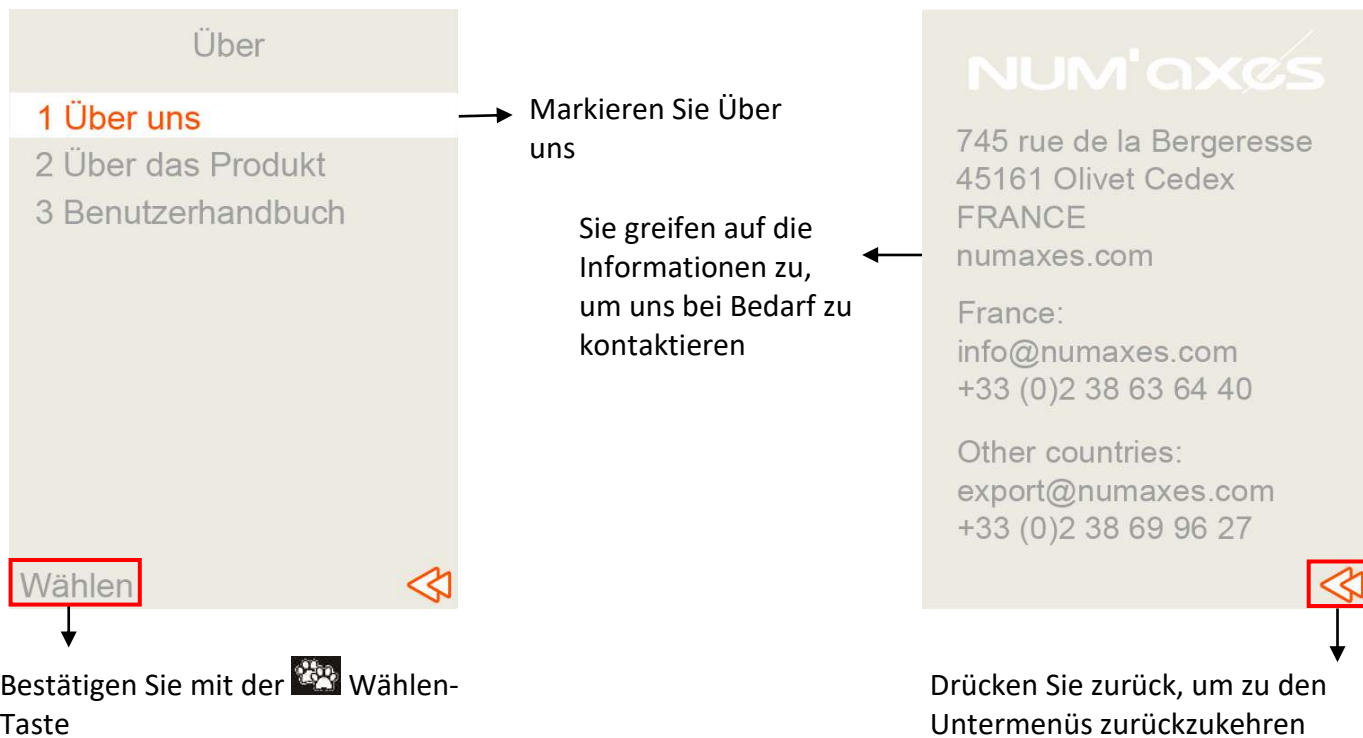 Über
1 Über uns
2 Über das Produkt
3 Benutzerhandbuch
Wählen
Markieren Sie Über
uns
Sie greifen auf die
Informationen zu,
um uns bei Bedarf zu
kontaktieren
NUM'axes
745 rue de la Bergeresse
45161 Olivet Cedex
FRANCE
numaxes.com
France:
info@numaxes.com
+33 (0)2 38 63 64 40
Other countries:
export@numaxes.com
+33 (0)2 38 69 96 27
Bestätigen Sie mit der Wählen-
Taste
Drücken Sie zurück, um zu den
Untermenüs zurückzukehren